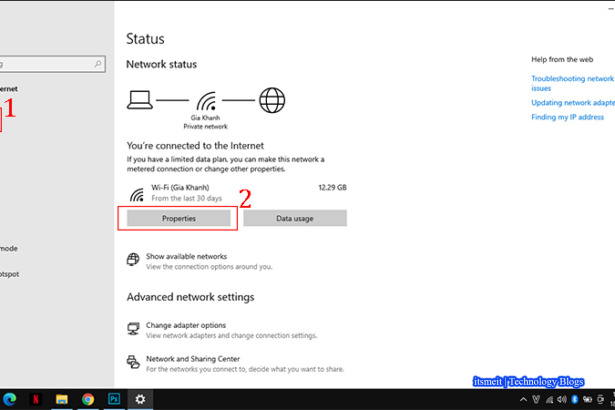 Status
Network status
Gia Khanh
Private network
You're connected to the Internet
If you have a limited data plan, you can make this network a
metered connection or change other properties.
Wi-Fi (Gia Khanh)
From the last 30 days
12.29 GB
Properties
2
Data usage
Show available networks
View the connection options around you.
Advanced network settings
Change adapter options
View network adapters and change connection settings.
Network and Sharing Center
For the networks you connect to, decide what you want to share.
Help from the web
Troubleshooting network
issues
Updating network adapte
Finding my IP address
ernet
1
mode
otspot
itsmeit | Technology Blogs